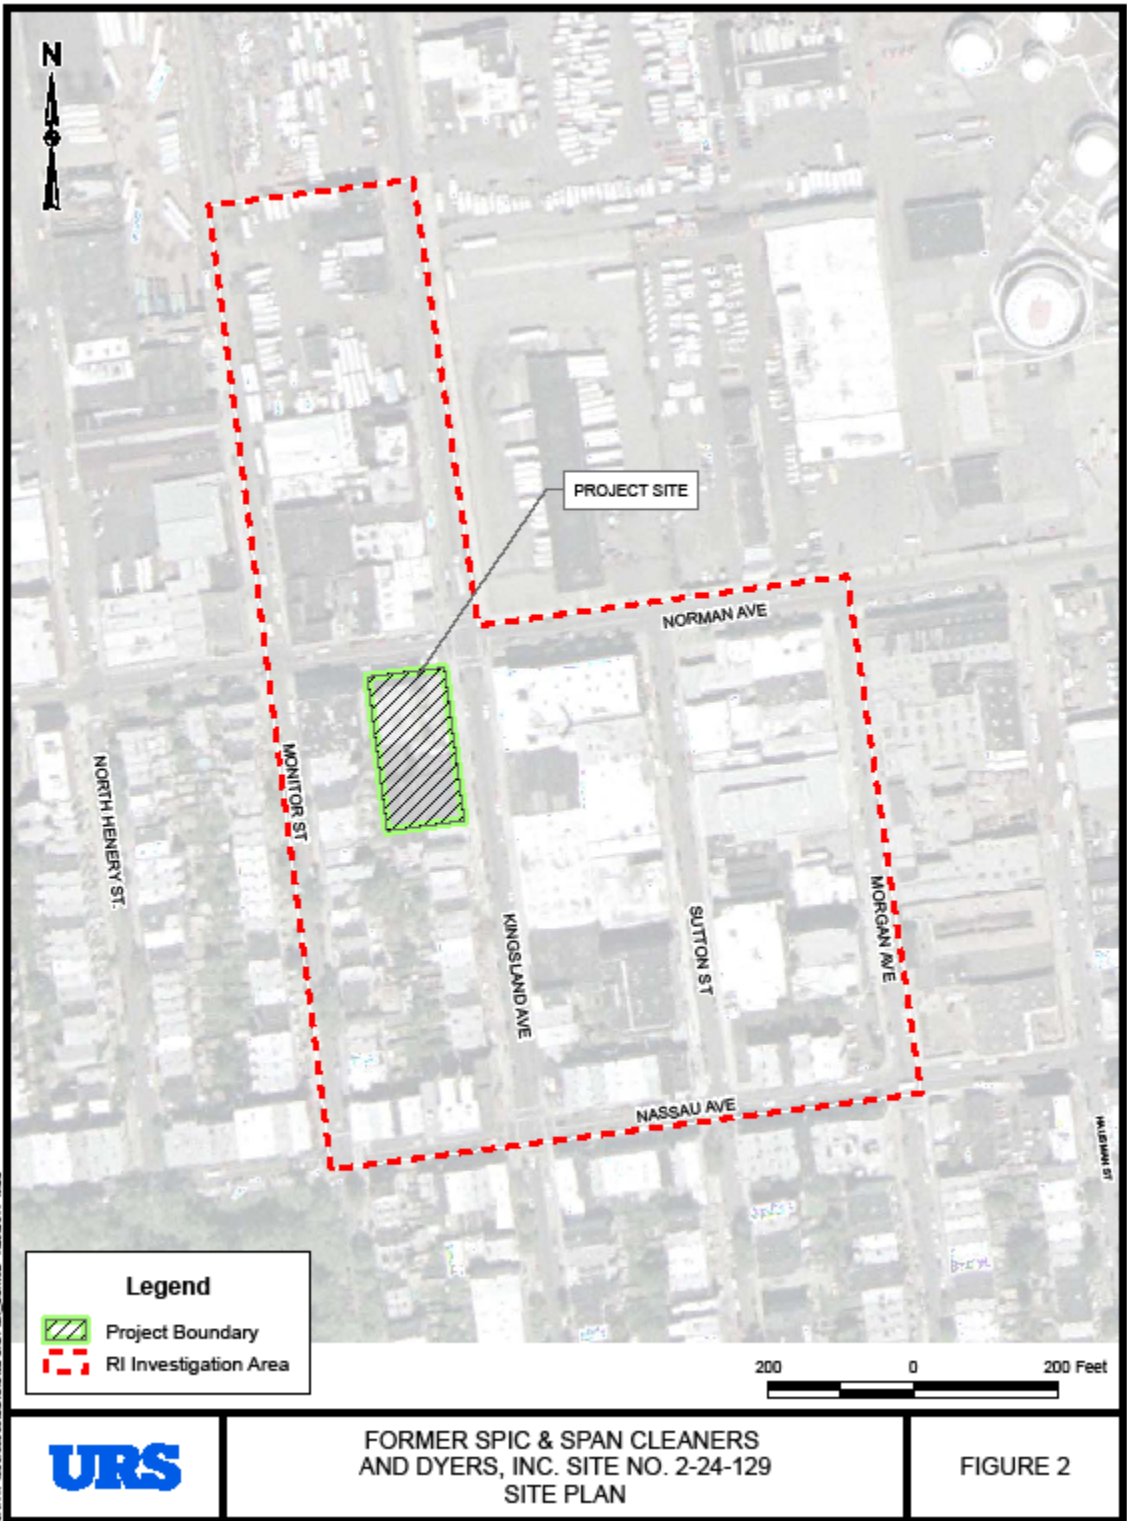 N
PROJECT SITE
NORMAN AVE
MONITOR ST
NORTH HENERY ST.
KINGSLAND AVE
SUTTON ST
MORGAN AVE
NASSAU AVE
HAUSMAN ST
Legend
Project Boundary
RI Investigation Area
200 0 200 Feet
URS
FORMER SPIC & SPAN CLEANERS
AND DYERS, INC. SITE NO. 2-24-129
SITE PLAN
FIGURE 2